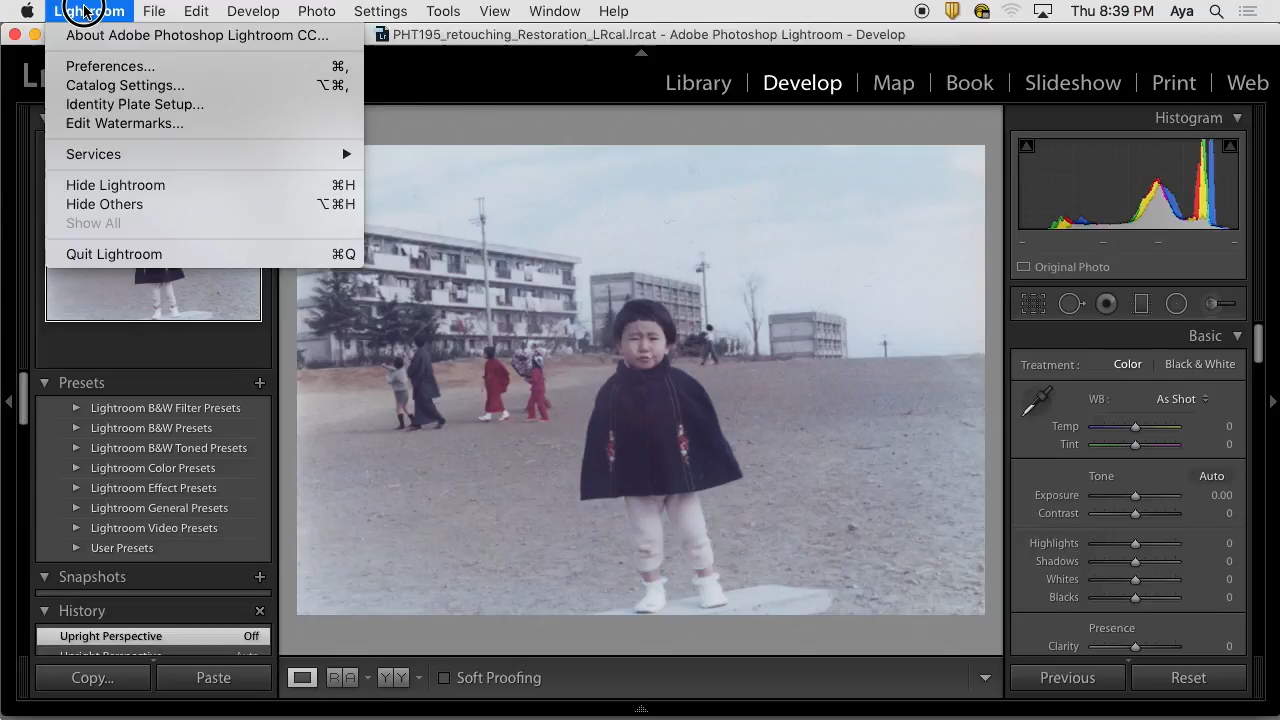 Lightroom File Edit Develop Photo Settings Tools View Window Help Thu 8:39 PM Aya
PHT195_retouching_Restoration_LRcal.lrcat - Adobe Photoshop Lightroom - Develop
About Adobe Photoshop Lightroom CC...
Preferences... ⌘,
Catalog Settings... ⌥⌘,
Identity Plate Setup...
Edit Watermarks...
Services
Hide Lightroom ⌘H
Hide Others ⌥⌘H
Show All
Quit Lightroom ⌘Q
Library | Develop | Map | Book | Slideshow | Print | Web
Presets
Lightroom B&W Filter Presets
Lightroom B&W Presets
Lightroom B&W Toned Presets
Lightroom Color Presets
Lightroom Effect Presets
Lightroom General Presets
Lightroom Video Presets
User Presets
Snapshots
History
Upright Perspective Off
Copy... Paste
Soft Proofing
Histogram
Original Photo
Basic
Treatment : Color | Black & White
WB : As Shot
Temp 0
Tint 0
Tone Auto
Exposure 0.00
Contrast 0
Highlights 0
Shadows 0
Whites 0
Blacks 0
Presence
Clarity 0
Previous Reset